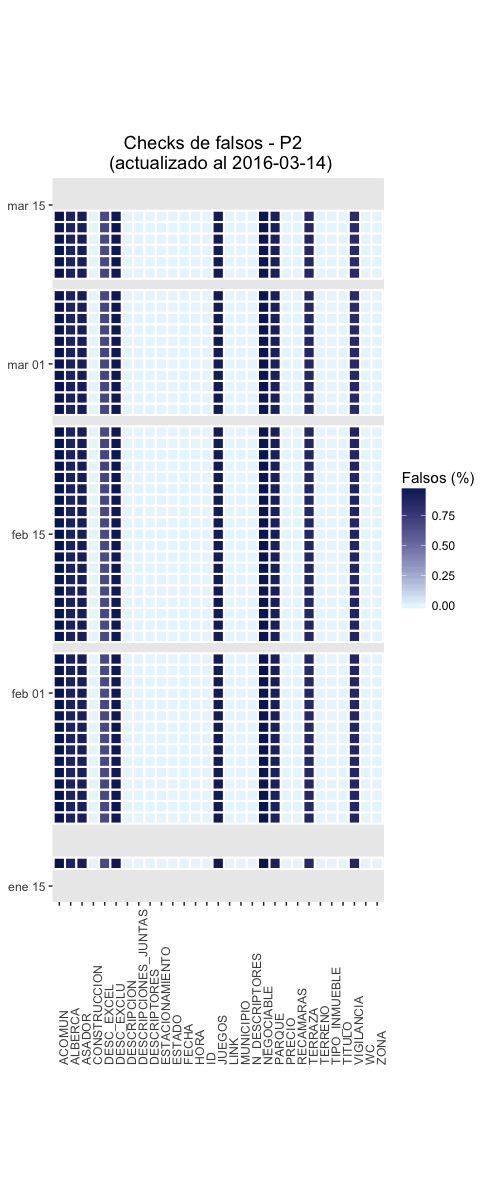 Checks de falsos - P2
(actualizado al 2016-03-14)
mar 15
mar 01
feb 15
feb 01
ene 15
Falsos (%)
0.75
0.50
0.25
0.00
ACOMUN
ALBERCA
ASADOR
CONSTRUCCION
DESC_EXCEL
DESC_EXCLU
DESCRIPCION
DESCRIPCIONES_JUNTAS
DESCRIPTORES
ESTACIONAMIENTO
ESTADO
FECHA
HORA
ID
JUEGOS
LINK
MUNICIPIO
N_DESCRIPTORES
NEGOCIABLE
PARQUE
PRECIO
RECAMARAS
TERRAZA
TERRENO
TIPO_INMUEBLE
TITULO
VIGILANCIA
WC
ZONA